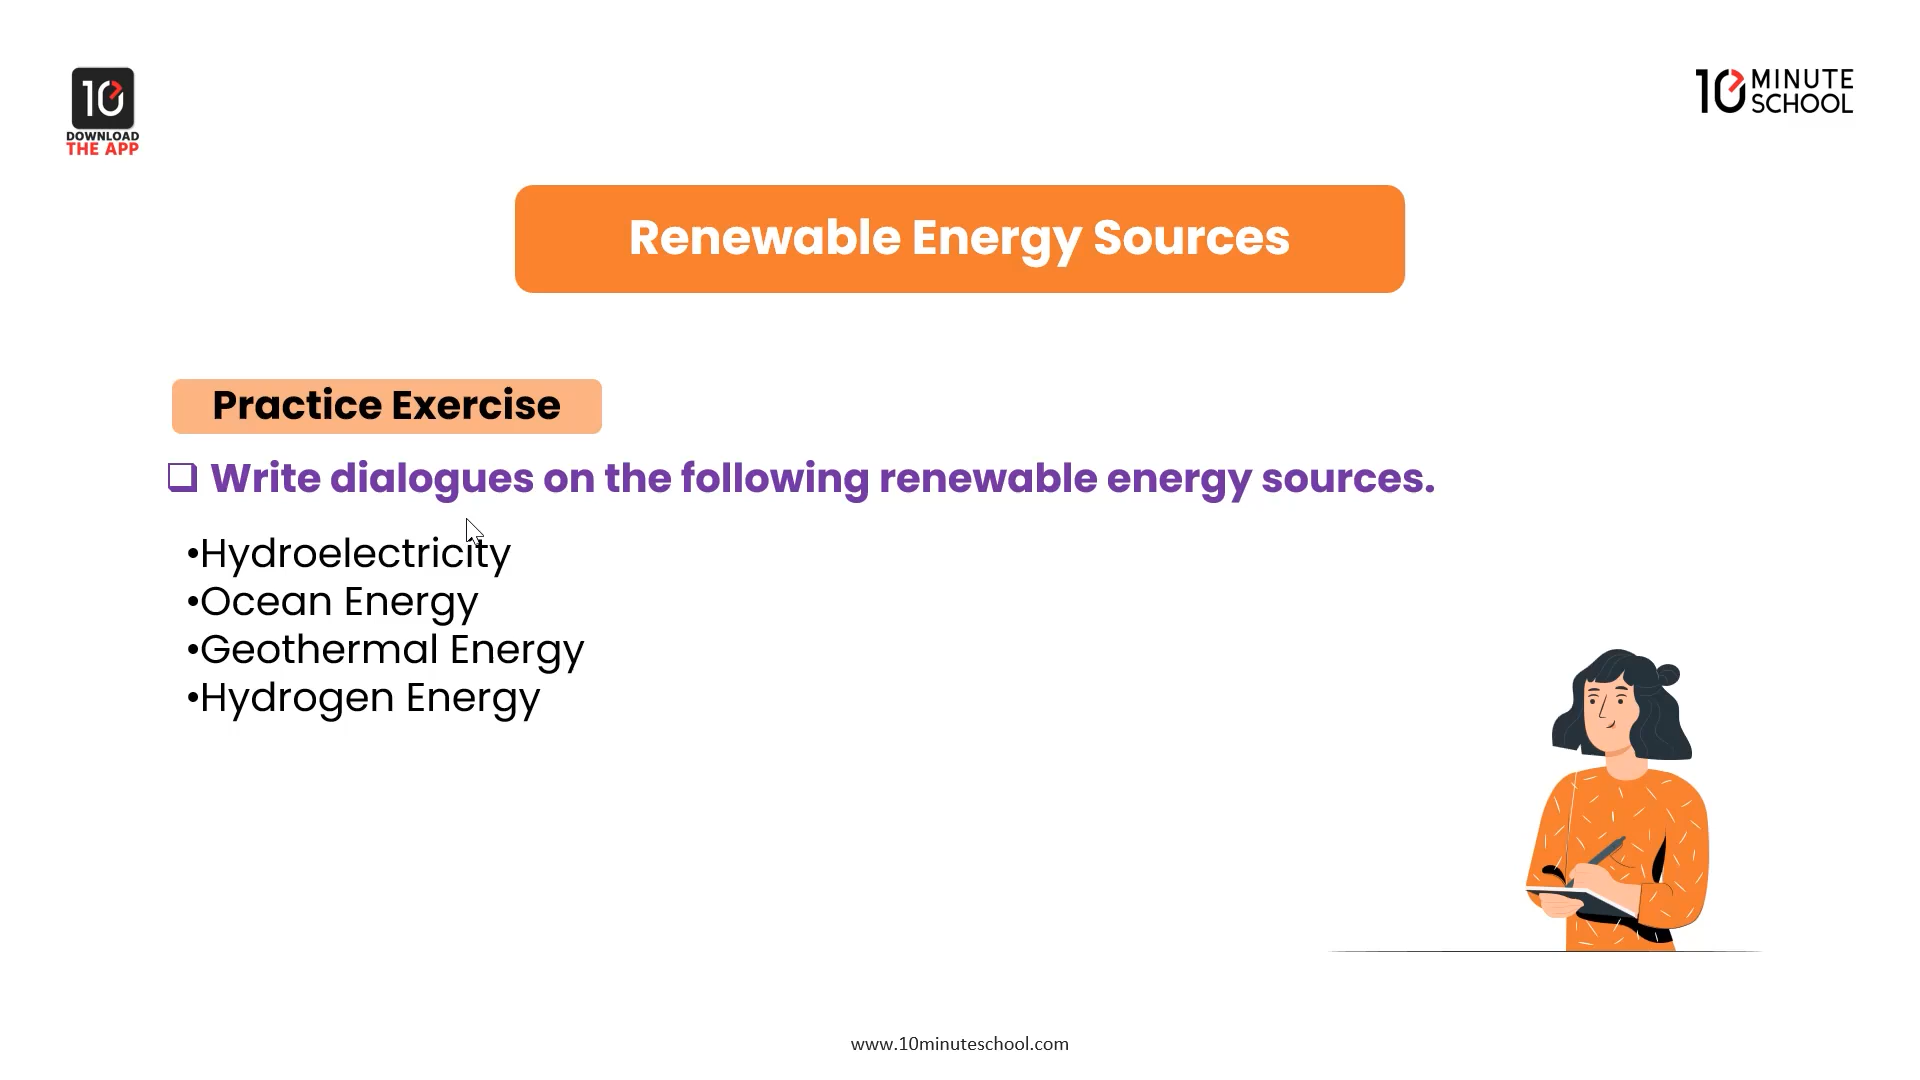 10
DOWNLOAD
THE APP
10 MINUTE
SCHOOL
Renewable Energy Sources
Practice Exercise
❑ Write dialogues on the following renewable energy sources.
•Hydroelectricity
•Ocean Energy
•Geothermal Energy
•Hydrogen Energy
www.10minuteschool.com